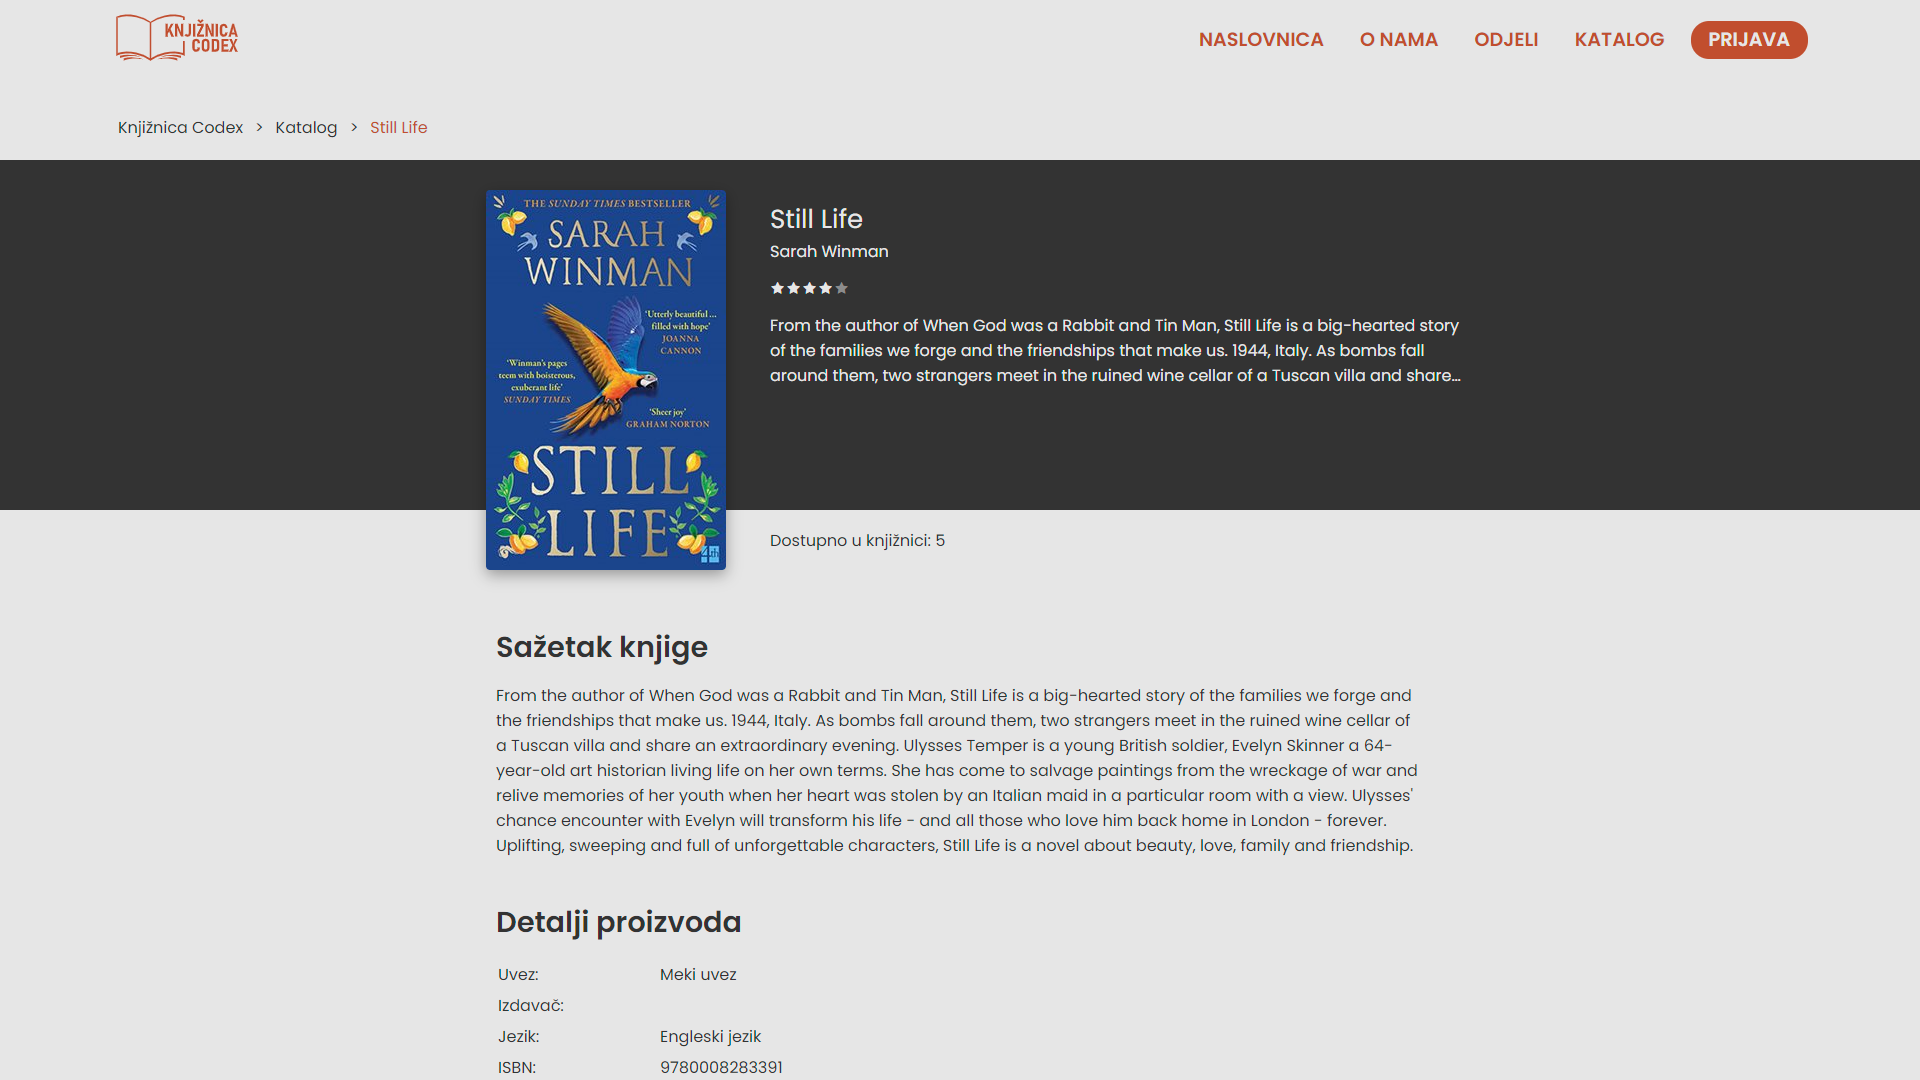 KNJIŽNICA
CODEX
NASLOVNICA
O NAMA
ODJELI
KATALOG
PRIJAVA
Knjižnica Codex > Katalog > Still Life
THE SUNDAY TIMES BESTSELLER
SARAH
WINMAN
'Utterly beautiful ...
filled with hope'
JOANNA
CANNON
'Winman's pages
teem with boisterous,
exuberant life'
SUNDAY TIMES
'Sheer joy'
GRAHAM NORTON
STILL
LIFE
Still Life
Sarah Winman
From the author of When God was a Rabbit and Tin Man, Still Life is a big-hearted story
of the families we forge and the friendships that make us. 1944, Italy. As bombs fall
around them, two strangers meet in the ruined wine cellar of a Tuscan villa and share...
Dostupno u knjižnici: 5
Sažetak knjige
From the author of When God was a Rabbit and Tin Man, Still Life is a big-hearted story of the families we forge and
the friendships that make us. 1944, Italy. As bombs fall around them, two strangers meet in the ruined wine cellar of
a Tuscan villa and share an extraordinary evening. Ulysses Temper is a young British soldier, Evelyn Skinner a 64-
year-old art historian living life on her own terms. She has come to salvage paintings from the wreckage of war and
relive memories of her youth when her heart was stolen by an Italian maid in a particular room with a view. Ulysses'
chance encounter with Evelyn will transform his life - and all those who love him back home in London - forever.
Uplifting, sweeping and full of unforgettable characters, Still Life is a novel about beauty, love, family and friendship.
Detalji proizvoda
Uvez: Meki uvez
Izdavač:
Jezik: Engleski jezik
ISBN: 9780008283391